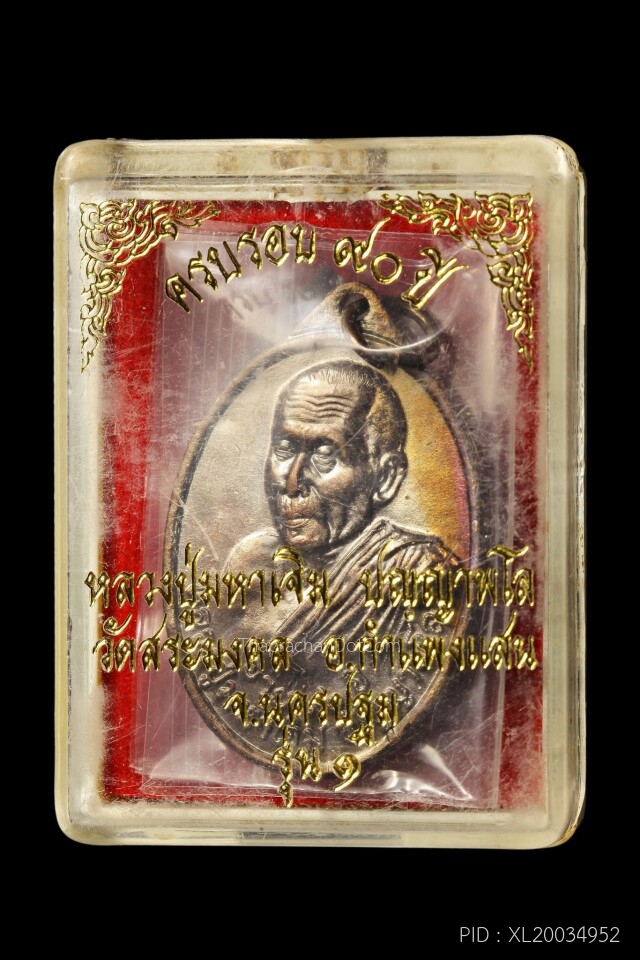 ครบรอบ ๙๐ ปี
หลวงปู่มหาเจิม ปญฺญาพโล
วัดสระมงคล อ.กำแพงแสน
Thaprachan.Dot.com
จ.นครปฐม
รุ่น ๑
PID : XL20034952